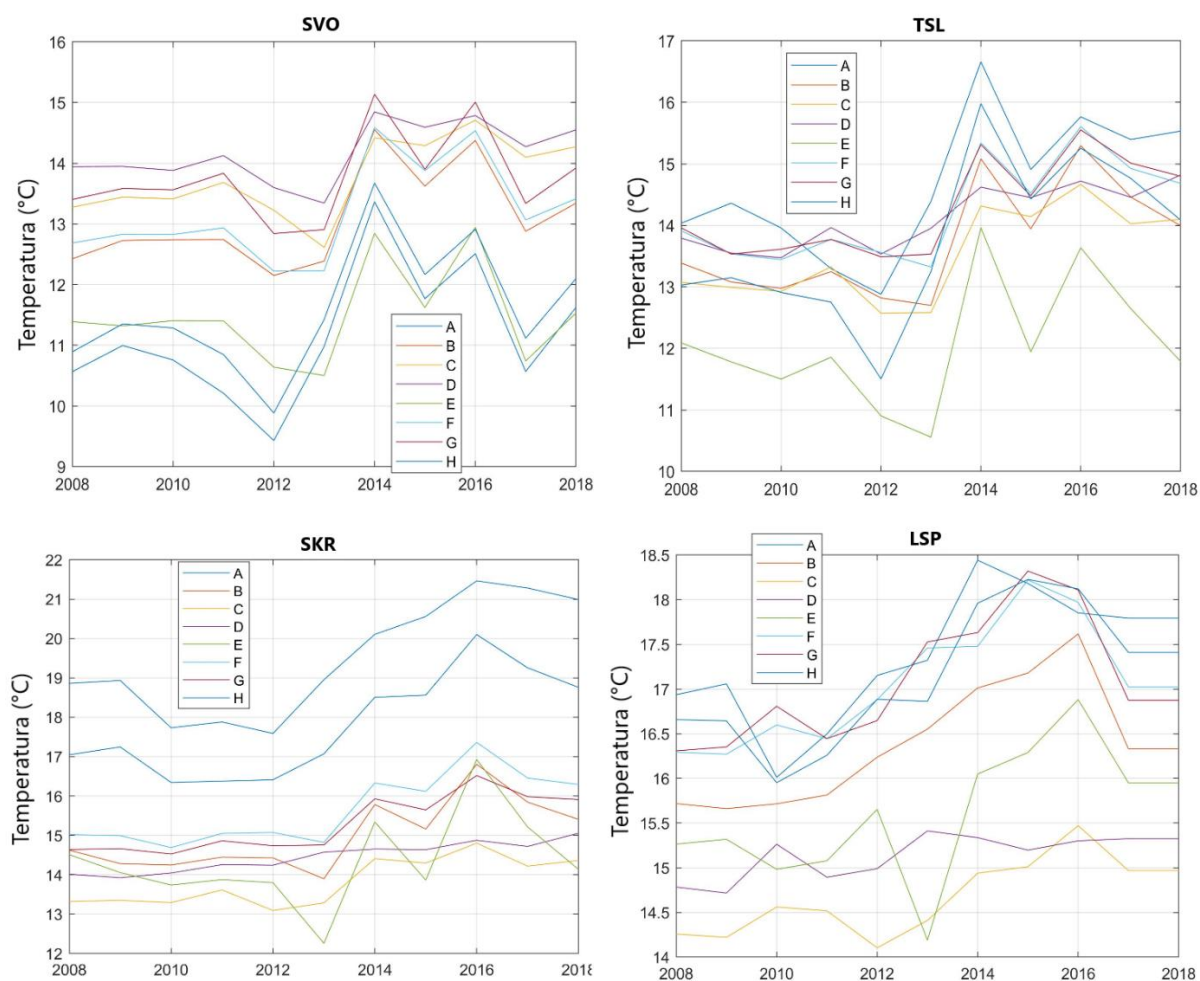 SVO
Temperatura (°C)
16
15
14
13
12
11
10
9
2008 2010 2012 2014 2016 2018
A
B
C
D
E
F
G
H
TSL
Temperatura (°C)
17
16
15
14
13
12
11
10
2008 2010 2012 2014 2016 2018
A
B
C
D
E
F
G
H
SKR
Temperatura (°C)
22
21
20
19
18
17
16
15
14
13
12
2008 2010 2012 2014 2016 2018
A
B
C
D
E
F
G
H
LSP
Temperatura (°C)
18.5
18
17.5
17
16.5
16
15.5
15
14.5
14
2008 2010 2012 2014 2016 2018
A
B
C
D
E
F
G
H